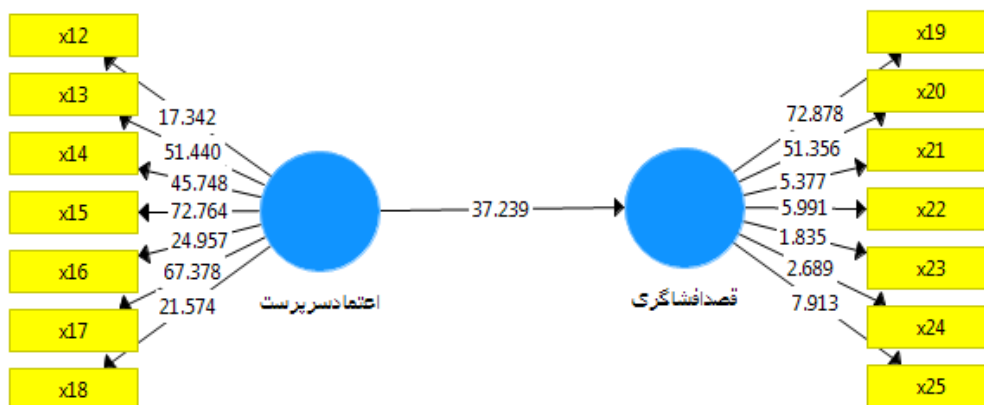 x12
x13
x14
x15
x16
x17
x18
17.342
51.440
45.748
72.764
24.957
67.378
21.574
اعتمادسرپرست
37.239
قصدافشاگری
72.878
51.356
5.377
5.991
1.835
2.689
7.913
x19
x20
x21
x22
x23
x24
x25